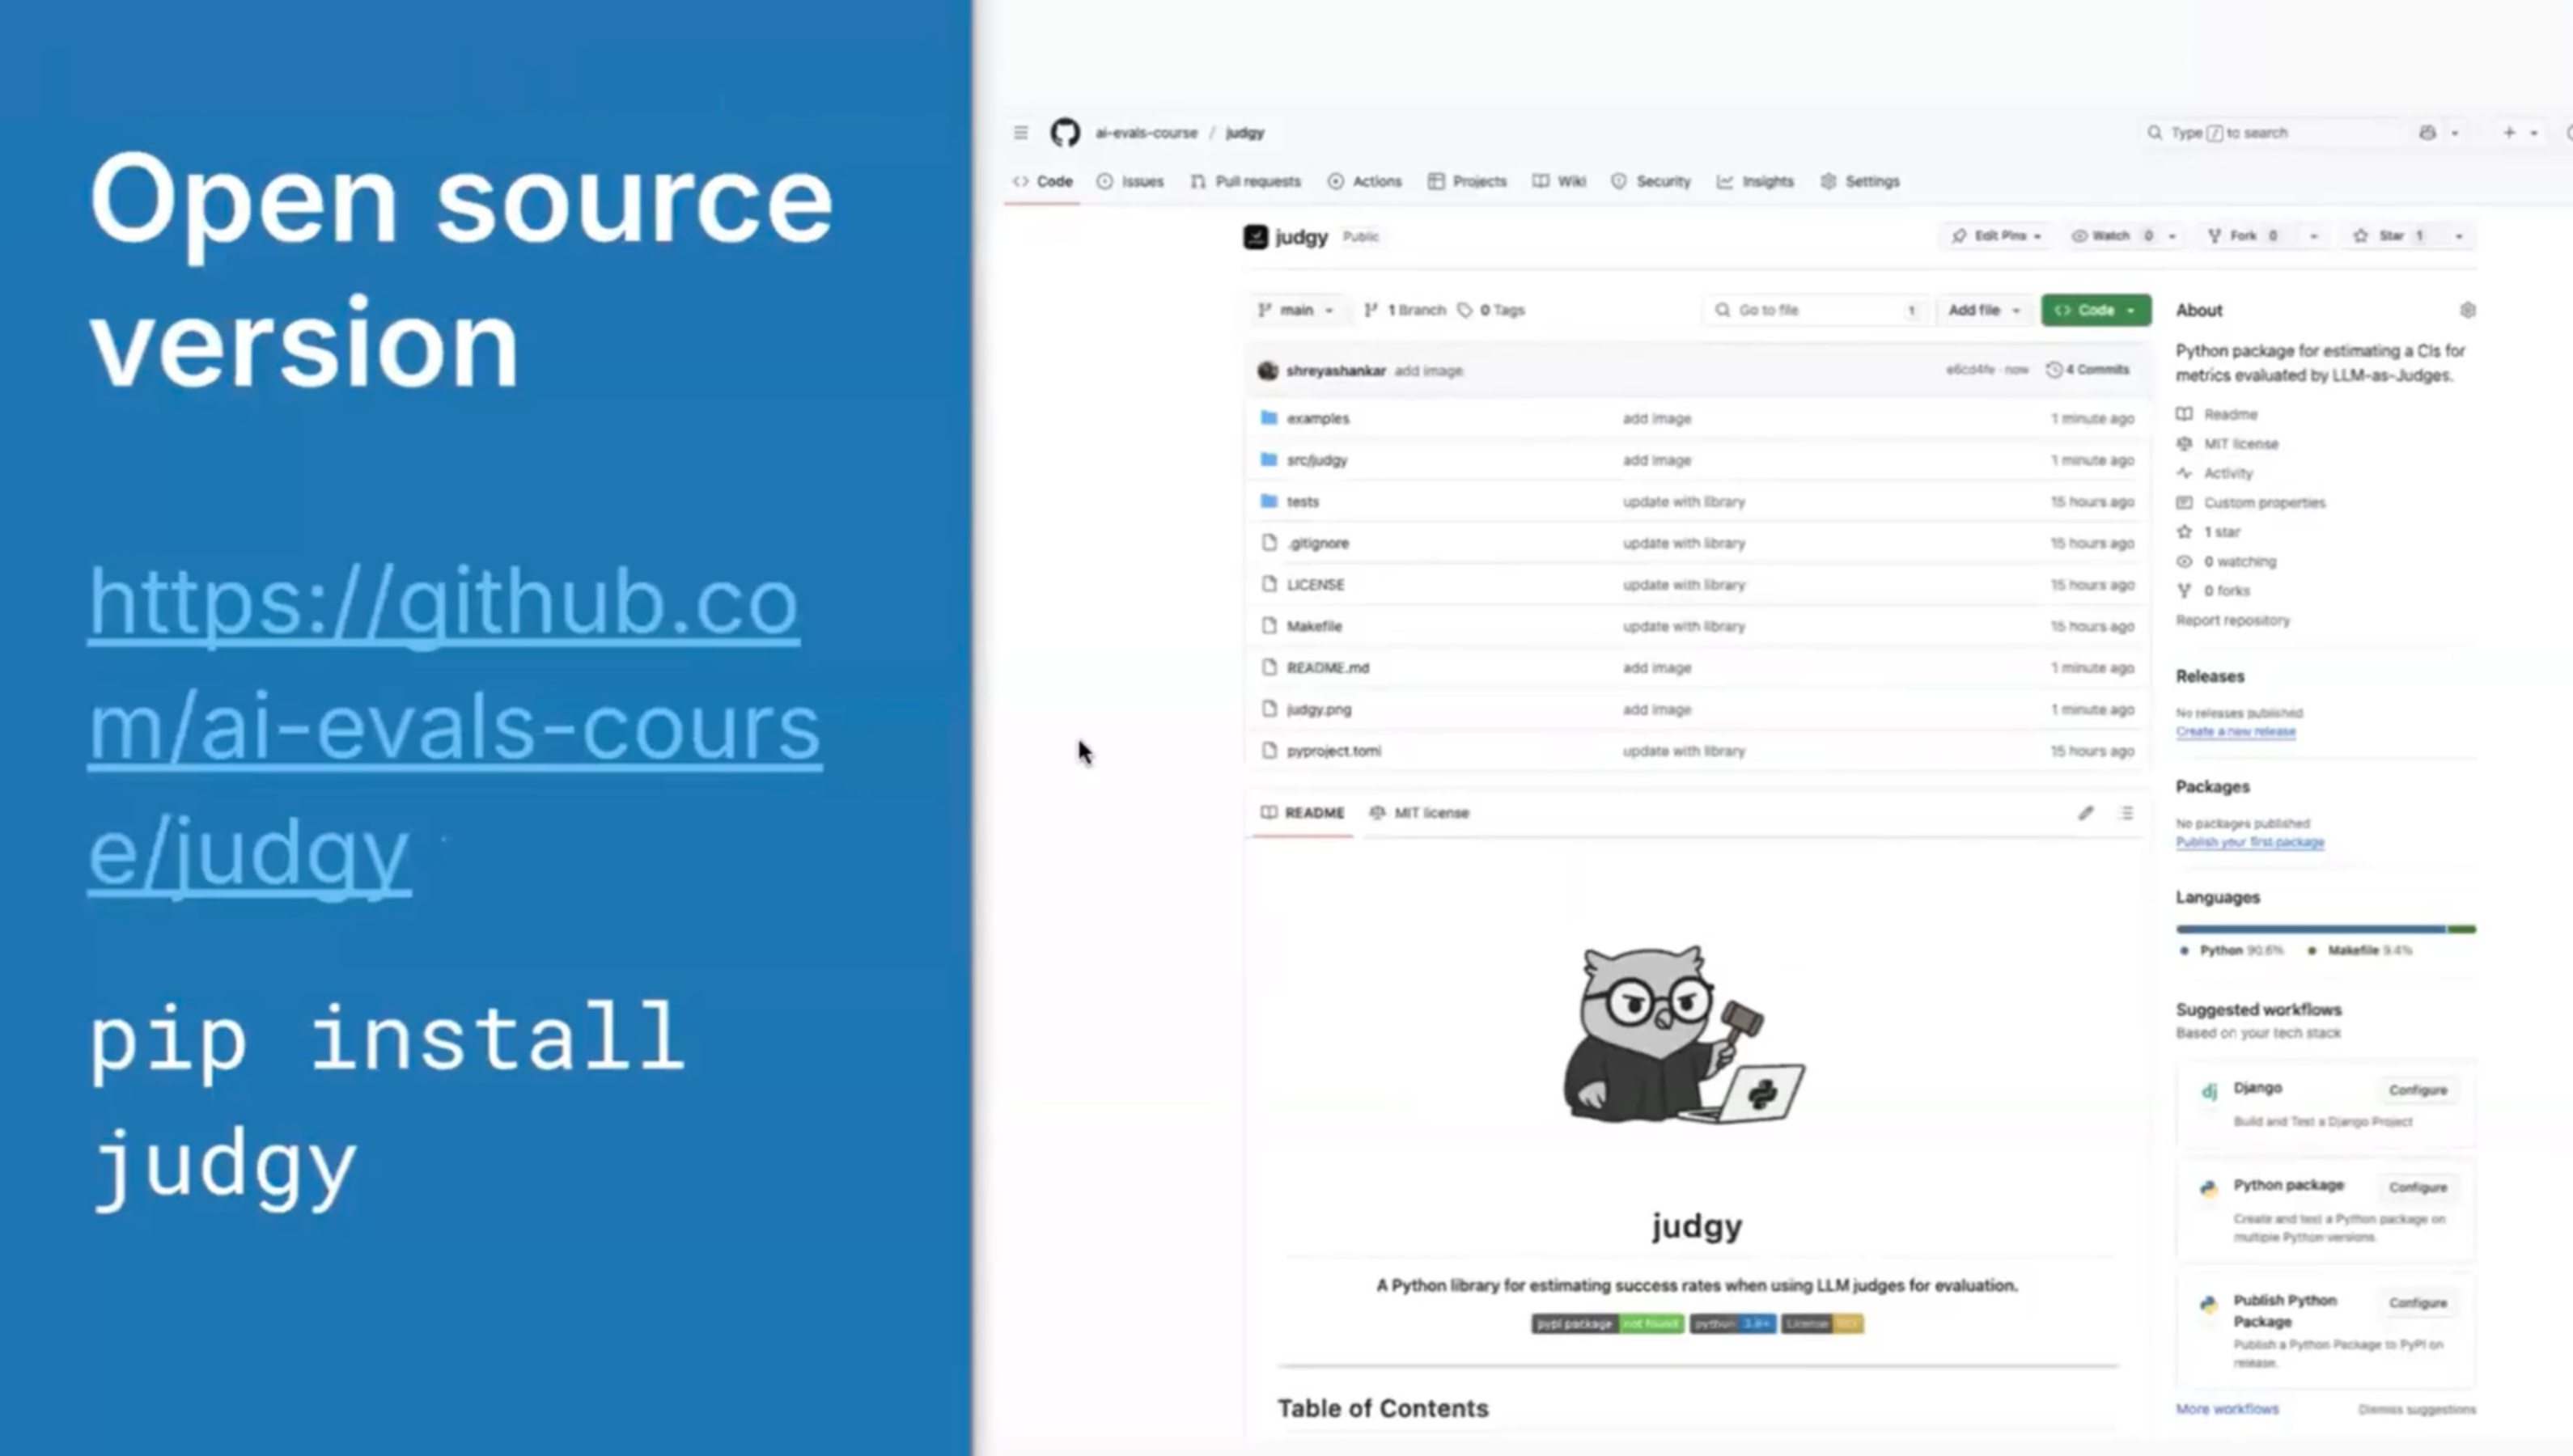 Open source
version
https://github.co
m/ai-evals-cours
e/judgy
pip install
judgy
ai-evals-course / judgy
Type / to search
Code Issues Pull requests Actions Projects Wiki Security Insights Settings
judgy Public
Edit Pins Watch 0 Fork 0 Star 1
main 1 Branch 0 Tags Go to file Add file Code
shreyashankar add image e6cd4fe · now 4 Commits
examples add image 1 minute ago
src/judgy add image 1 minute ago
tests update with library 15 hours ago
.gitignore update with library 15 hours ago
LICENSE update with library 15 hours ago
Makefile update with library 15 hours ago
README.md add image 1 minute ago
judgy.png add image 1 minute ago
pyproject.toml update with library 15 hours ago
README MIT license
judgy
A Python library for estimating success rates when using LLM judges for evaluation.
pypi package not found python 3.9+ License
Table of Contents
About
Python package for estimating a CIs for
metrics evaluated by LLM-as-Judges.
Readme
MIT license
Activity
Custom properties
1 star
0 watching
0 forks
Report repository
Releases
No releases published
Create a new release
Packages
No packages published
Publish your first package
Languages
Python 90.6% Makefile 9.4%
Suggested workflows
Based on your tech stack
Django Configure
Build and Test a Django Project
Python package Configure
Create and test a Python package on
multiple Python versions.
Publish Python
Package
Configure
Publish a Python Package to PyPI on
release.
More workflows Dismiss suggestions